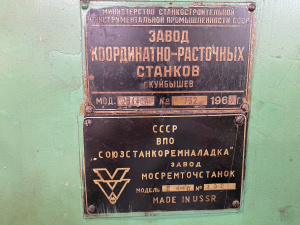 МИНИСТЕРСТВО СТАНКОСТРОИТЕЛЬНОЙ
И ИНСТРУМЕНТАЛЬНОЙ ПРОМЫШЛЕННОСТИ СССР
ЗАВОД
КООРДИНАТНО-РАСТОЧНЫХ
СТАНКОВ
Г.КУЙБЫШЕВ
МОД. № 196
СССР
ВПО
"СОЮЗСТАНКОРЕМНАЛАДКА"
ЗАВОД
МОСРЕМТОЧСТАНОК
МОДЕЛЬ №
MADE IN USSR